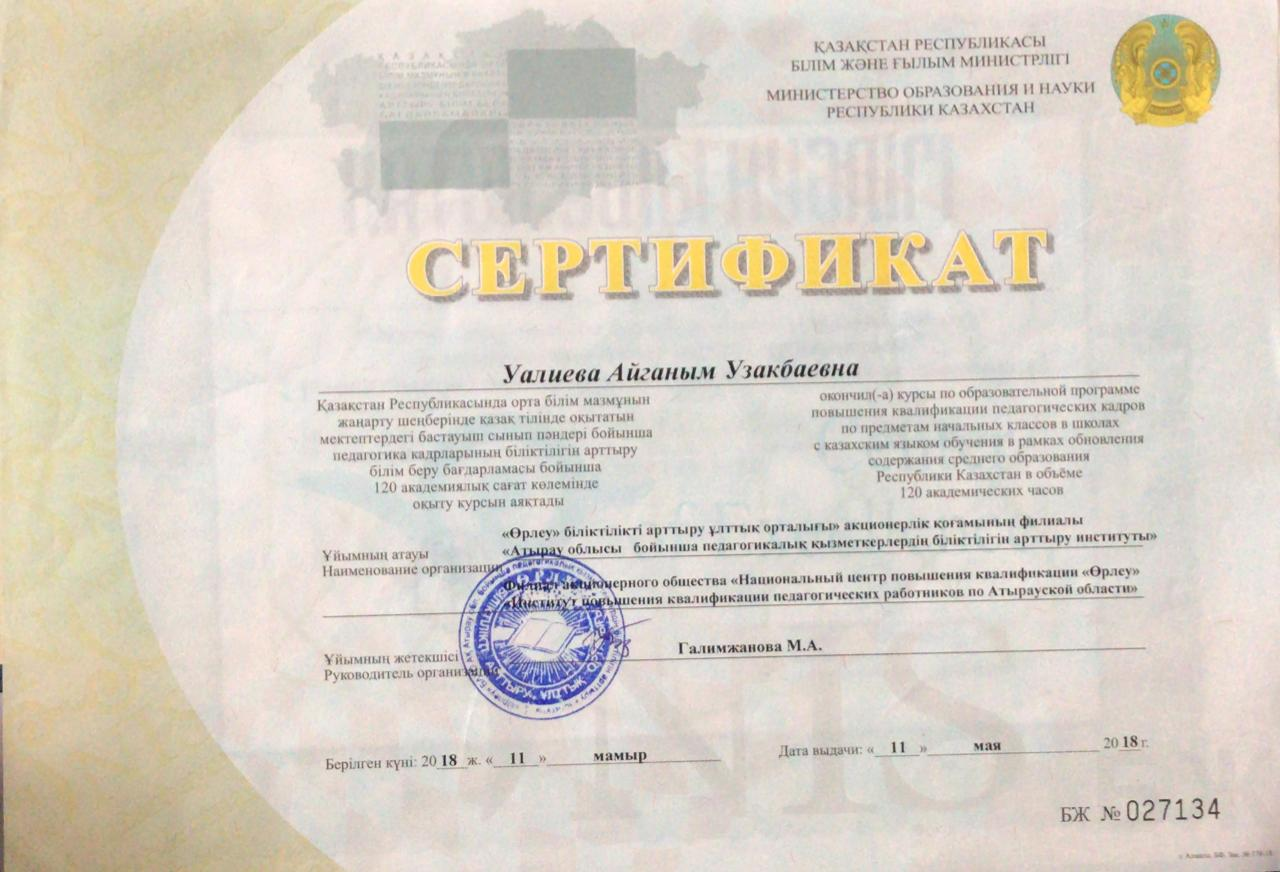 ҚАЗАҚСТАН РЕСПУБЛИКАСЫ
БІЛІМ ЖӘНЕ ҒЫЛЫМ МИНИСТРЛІГІ
МИНИСТЕРСТВО ОБРАЗОВАНИЯ И НАУКИ
РЕСПУБЛИКИ КАЗАХСТАН
СЕРТИФИКАТ
Уалиева Айганым Узакбаевна
Қазақстан Республикасында орта білім мазмұнын
жаңарту шеңберінде қазақ тілінде оқытатын
мектептердегі бастауыш сынып пәндері бойынша
педагогика кадрларының біліктілігін арттыру
білім беру бағдарламасы бойынша
120 академиялық сағат көлемінде
оқыту курсын аяқтады
окончил(-а) курсы по образовательной программе
повышения квалификации педагогических кадров
по предметам начальных классов в школах
с казахским языком обучения в рамках обновления
содержания среднего образования
Республики Казахстан в объёме
120 академических часов
«Өрлеу» біліктілікті арттыру ұлттық орталығы» акционерлік қоғамының филиалы
Ұйымның атауы «Атырау облысы бойынша педагогикалық қызметкерлердің біліктілігін арттыру институты»
Наименование организации
Филиал акционерного общества «Национальный центр повышения квалификации «Өрлеу»
«Институт повышения квалификации педагогических работников по Атырауской области»
Ұйымның жетекшісі Галимжанова М.А.
Руководитель организации
Берілген күні: 2018 ж. «11» мамыр
Дата выдачи: «11» мая 2018 г.
БЖ №027134